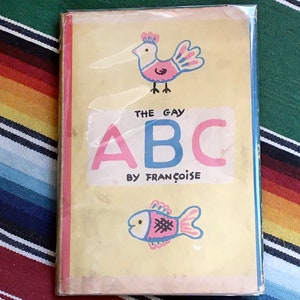 THE GAY
ABC
BY FRANÇOISE